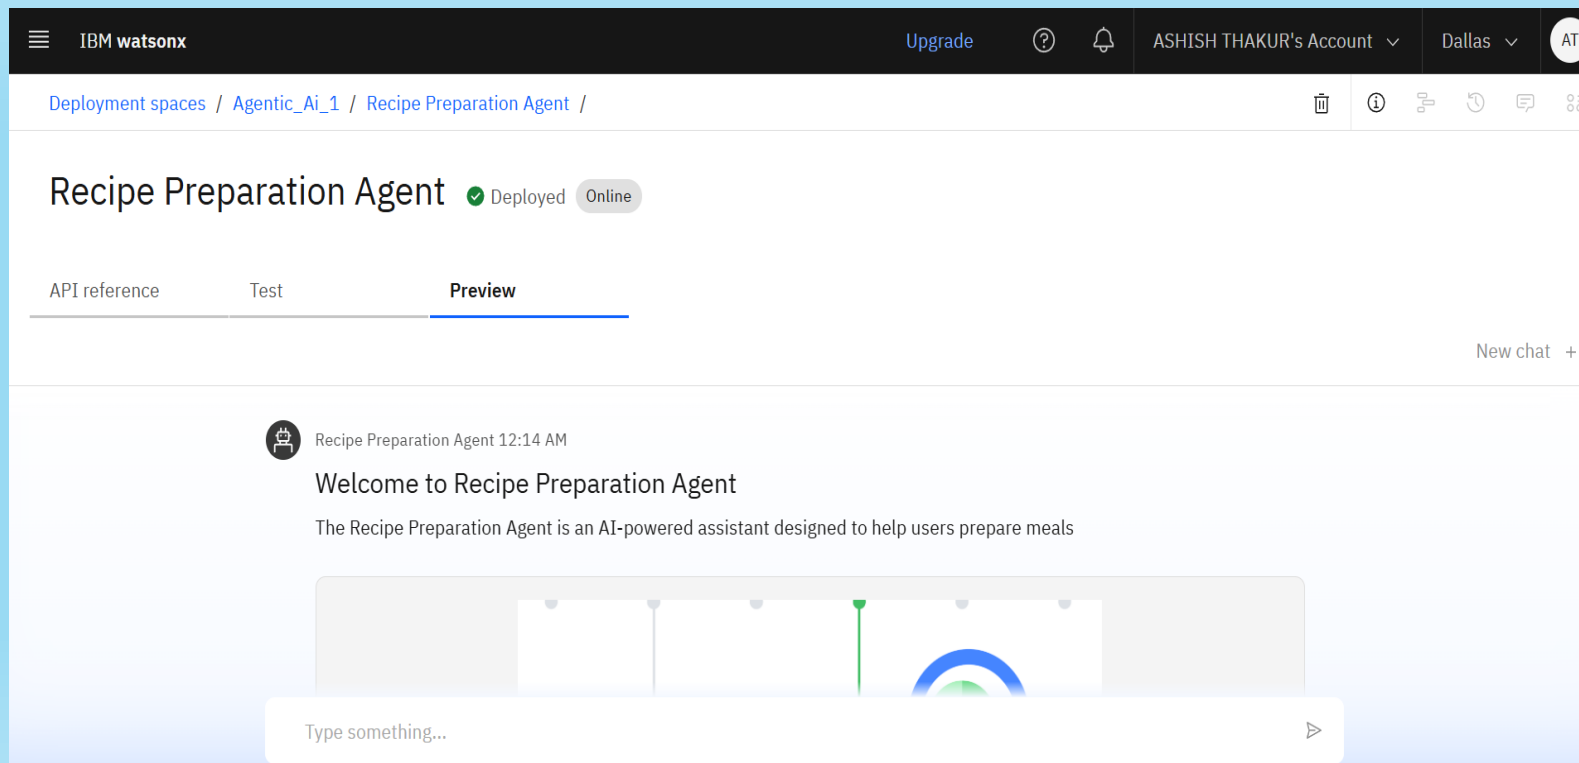 IBM watsonx Upgrade ASHISH THAKUR's Account Dallas AT
Deployment spaces / Agentic_Ai_1 / Recipe Preparation Agent /
Recipe Preparation Agent Deployed Online
API reference Test Preview
New chat +
Recipe Preparation Agent 12:14 AM
Welcome to Recipe Preparation Agent
The Recipe Preparation Agent is an AI-powered assistant designed to help users prepare meals
Type something...